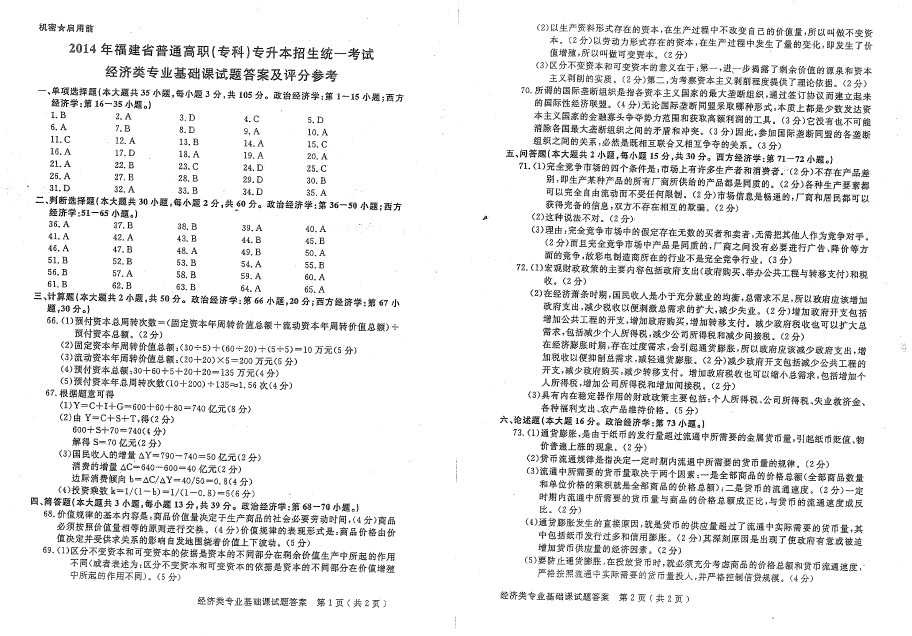 机密★启用前
2014 年福建省普通高职(专科)专升本招生统一考试
经济类专业基础课试题答案及评分参考
一、单项选择题(本大题共 35 小题,每小题 3 分,共 105 分。政治经济学:第 1—15 小题;西方
经济学:第 16—35 小题。)
1. B 2. A 3. D 4. C 5. D
6. A 7. B 8. D 9. A 10. A
11. C 12. A 13. B 14. A 15. C
16. A 17. D 18. A 19. A 20. A
21. A 22. B 23. C 24. D 25. C
26. A 27. B 28. B 29. D 30. B
31. D 32. A 33. B 34. D 35. A
二、判断选择题(本大题共 30 小题,每小题 2 分,共 60 分。政治经济学:第 36—50 小题;西方
经济学:51—65 小题。)
36. A 37. B 38. B 39. A 40. A
41. A 42. A 43. A 44. B 45. B
46. A 47. B 48. A 49. B 50. A
51. B 52. B 53. B 54. A 55. B
56. B 57. A 58. B 59. A 60. A
61. B 62. B 63. A 64. A 65. A
三、计算题(本大题共 2 小题,共 50 分。政治经济学:第 66 小题,20 分;西方经济学:第 67 小
题,30 分。)
66. (1)预付资本总周转次数=(固定资本年周转价值总额+流动资本年周转价值总额)÷
预付资本总额。(2 分)
(2)固定资本年周转价值总额:(30÷5)+(60÷20)+(5÷5)=10 万元(5 分)
(3)流动资本年周转价值总额:(20+20)×5=200 万元(5 分)
(4)预付资本总额:30+60+5+20+20=135 万元(4 分)
(5)预付资本年总周转次数(10+200)÷135≈1.56 次(4 分)
67. 根据题意可得
(1)Y=C+I+G=600+60+80=740 亿元(8 分)
(2)由 Y=C+S+T,得(2 分)
600+S+70=740(4 分)
解得 S=70 亿元(2 分)
(3)国民收入的增量 ΔY=790-740=50 亿元(2 分)
消费的增量 ΔC=640-600=40 亿元(2 分)
边际消费倾向 b=ΔC/ΔY=40/50=0.8(4 分)
(4)投资乘数 k=1/(1-b)=1/(1-0.8)=5(6 分)
四、简答题(本大题共 3 小题,每小题 13 分,共 39 分。政治经济学:第 68—70 小题。)
68. 价值规律的基本内容是:商品价值量决定于生产商品的社会必要劳动时间,(4 分)商品
必须按照价值量相等的原则进行交换。(4 分)价值规律的表现形式是:商品价格由价
值决定并受供求关系的影响自发地围绕着价值上下波动。(5 分)
69. (1)区分不变资本和可变资本的依据是资本的不同部分在剩余价值生产中所起的作用
不同(或者表述为:区分不变资本和可变资本的依据是资本的不同部分在价值增殖
中所起的作用不同)。(5 分)
经济类专业基础课试题答案 第 1 页(共 2 页)
(2)以生产资料形式存在的资本,在生产过程中不改变自己的价值量,所以叫做不变资
本。(2 分)以劳动力形式存在的资本,在生产过程中发生了量的变化,即发生了价
值增殖,所以叫做可变资本。(2 分)
(3)区分不变资本和可变资本的意义在于:第一,进一步揭露了剩余价值的源泉和资本
主义剥削的实质。(2 分)第二,为考察资本主义剥削程度提供了理论依据。(2 分)
70. 所谓的国际垄断组织是指各资本主义国家的最大垄断组织,通过签订协议而建立起来
的国际性经济联盟。(4 分)无论国际垄断同盟采取哪种形式,本质上都是少数发达资
本主义国家的金融寡头争夺势力范围和获取高额利润的工具。(3 分)它没有也不可能
消除各国最大垄断组织之间的矛盾和冲突。(3 分)因此,参加国际垄断同盟的各垄断
组织之间的关系,必然是既相互联合又相互争夺的关系。(3 分)
五、问答题(本大题共 2 小题,每小题 15 分,共 30 分。西方经济学:第 71—72 小题。)
71. (1)完全竞争市场的四个条件是:市场上有许多生产者和消费者。(2 分)不存在产品差
别,即生产某种产品的所有厂商所供给的产品都是同质的。(2 分)各种生产要素都
可以完全自由流动而不受任何限制。(2 分)市场信息是畅通的,厂商和居民都可以
获得完备的信息,双方不存在相互的欺骗。(2 分)
(2)这种说法不对。(2 分)
(3)理由:完全竞争市场中的假定存在无数的买者和卖者,无需把其他人作为竞争对手。
(2 分)而且完全竞争市场中产品是同质的,厂商之间没有必要进行广告、降价等方
面的竞争,故彩电制造商所在的行业不是完全竞争行业。(3 分)
72. (1)宏观财政政策的主要内容包括政府支出(政府购买、举办公共工程与转移支付)和税
收。(2 分)
(2)在经济萧条时期,国民收入是小于充分就业的均衡,总需求不足,所以政府应该增加
政府支出,减少税收以便刺激总需求的扩大,减少失业。(2 分)增加政府开支包括
增加公共工程的开支,增加政府购买,增加转移支付。减少政府税收也可以扩大总
需求,包括减少个人所得税,减少公司所得税和减少间接税。(2 分)
在经济膨胀时期,存在过度需求,会引起通货膨胀,所以政府应该减少政府支出,增
加税收以便抑制总需求,减轻通货膨胀。(2 分)减少政府开支包括减少公共工程的
开支,减少政府购买,减少转移支付。增加政府税收也可以缩小总需求,包括增加个
人所得税,增加公司所得税和增加间接税。(2 分)
(3)具有内在稳定器作用的财政政策主要包括:个人所得税、公司所得税、失业救济金、
各种福利支出、农产品维持价格。(5 分)
六、论述题(本大题 16 分。政治经济学:第 73 小题。)
73. (1)通货膨胀,是由于纸币的发行量超过流通中所需要的金属货币量,引起纸币贬值、物
价普遍上涨的现象。(2 分)
(2)货币流通规律是指决定一定时期内流通中所需要的货币量的规律。(2 分)
(3)流通中所需要的货币量取决于两个因素:一是全部商品的价格总额(全部商品数量
和单位价格的乘积就是全部商品的价格总额);二是货币的流通速度。(2 分)一定
时期内流通中所需要的货币量与商品的价格总额成正比,与货币的流通速度成反
比。(2 分)
(4)通货膨胀发生的直接原因,就是货币的供应量超过了流通中实际需要的货币量,其
中包括纸币发行过多和信用膨胀。(2 分)其深刻原因是出现了使政府有意或被迫
增加货币供应量的经济因素。(2 分)
(5)要防止通货膨胀,在投放货币时,就必须充分考虑商品的价格总额和货币流通速度,
严格按照流通中实际需要的货币量投入,并严格控制信贷规模。(4 分)
经济类专业基础课试题答案 第 2 页(共 2 页)